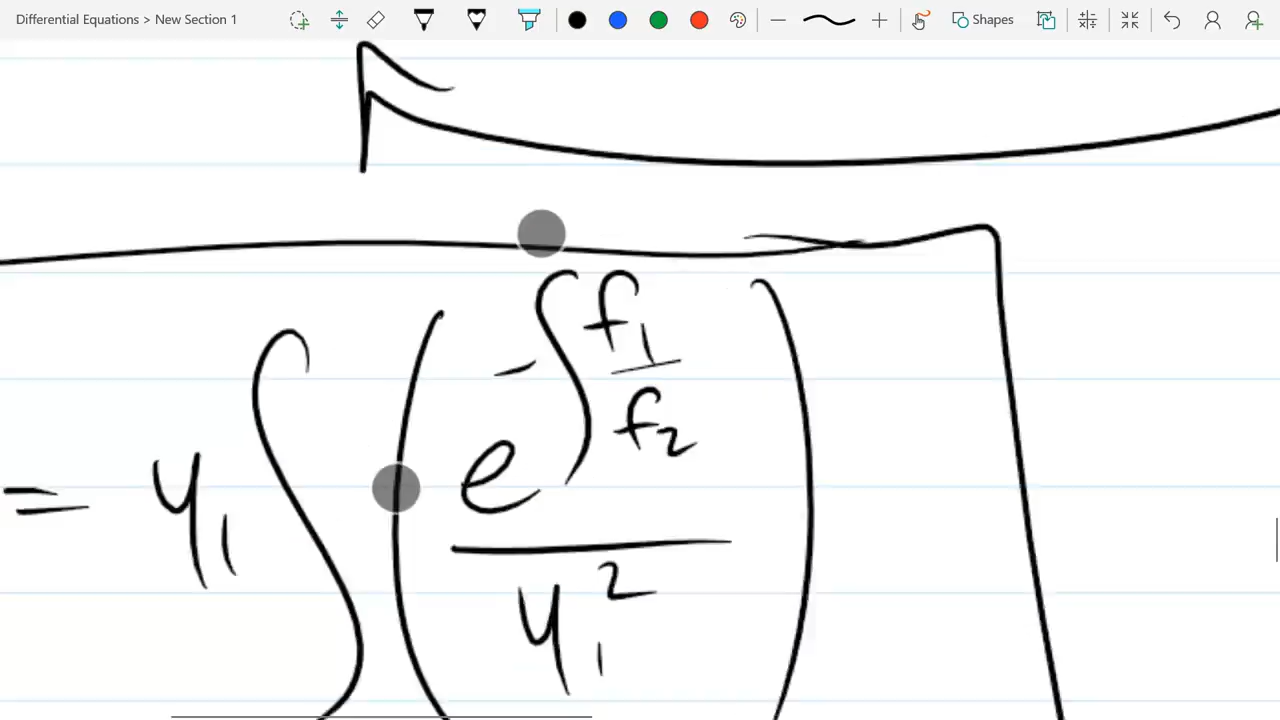 Differential Equations > New Section 1
Shapes
= y₁ ∫ ( e^(-∫ f₁/f₂) / y₁² )